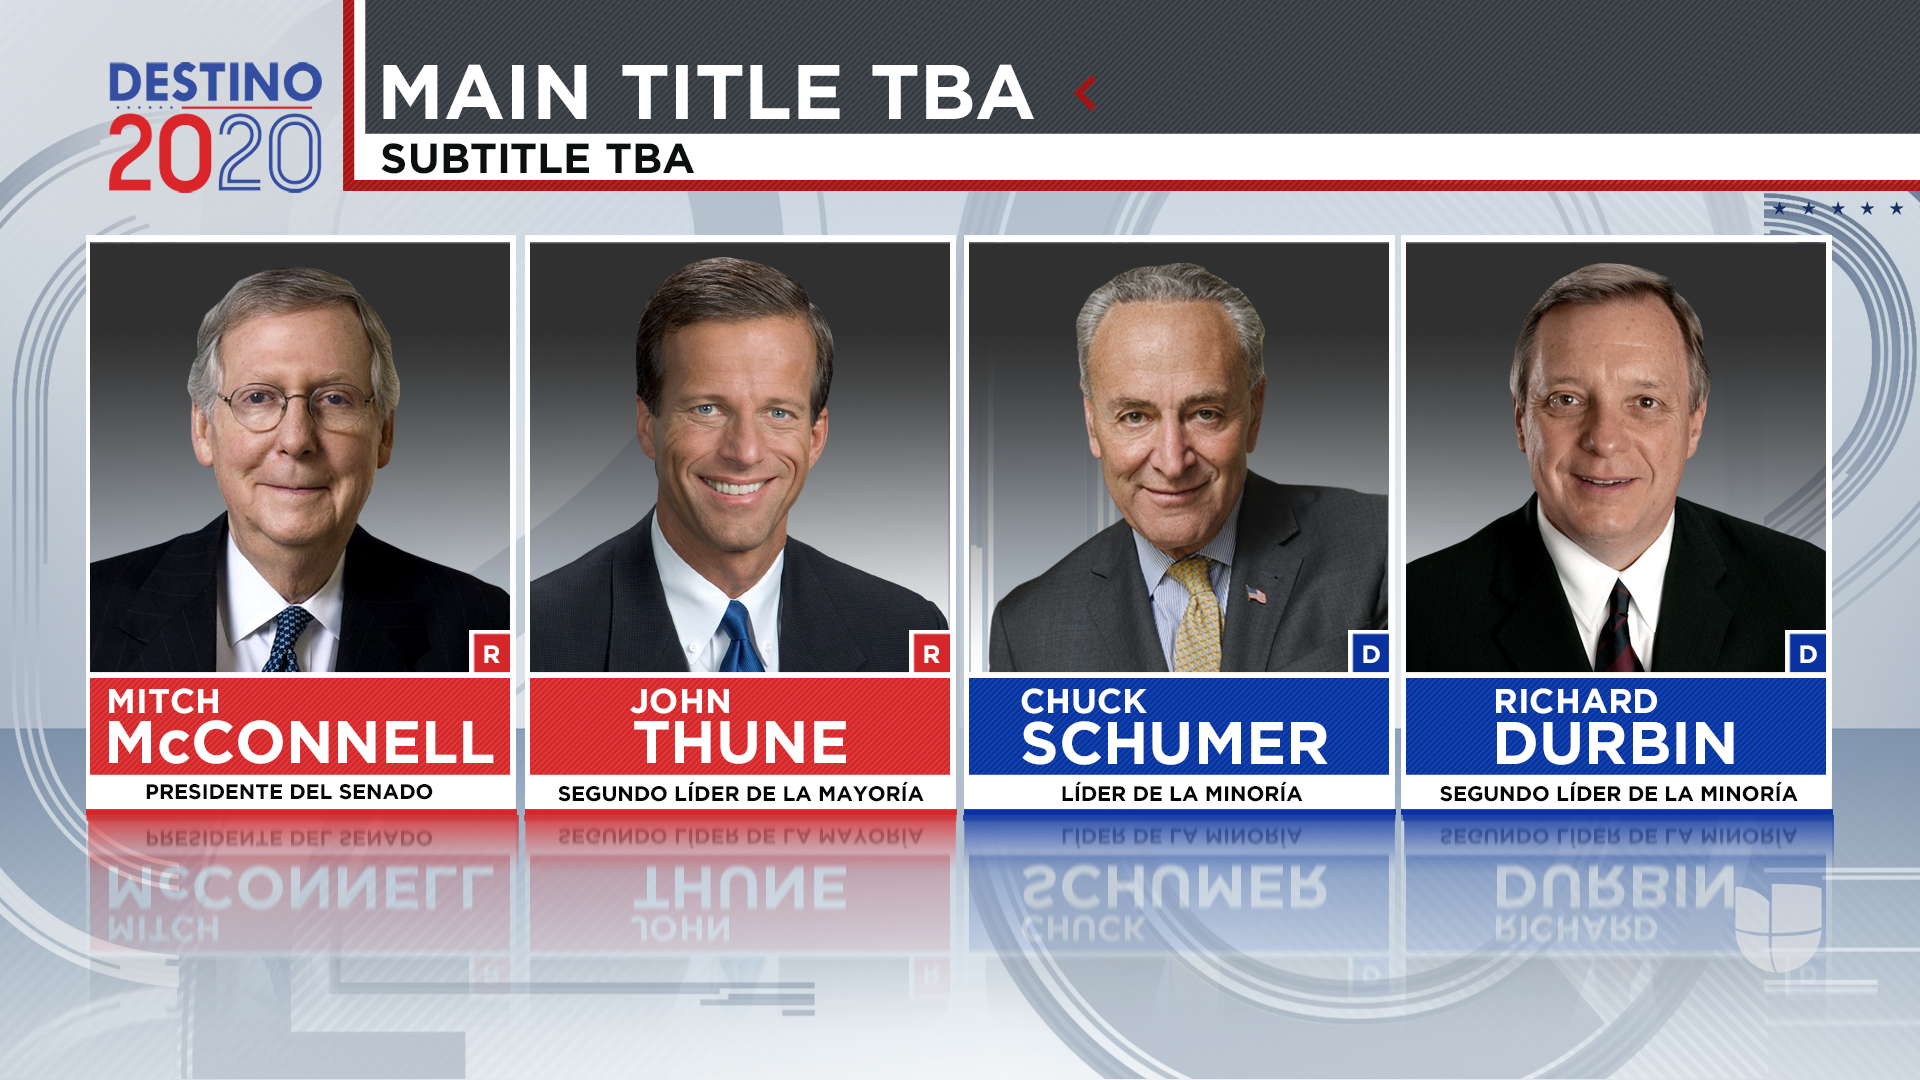 DESTINO
2020
MAIN TITLE TBA <
SUBTITLE TBA
R
R
D
D
MITCH
McCONNELL
PRESIDENTE DEL SENADO
JOHN
THUNE
SEGUNDO LÍDER DE LA MAYORÍA
CHUCK
SCHUMER
LÍDER DE LA MINORÍA
RICHARD
DURBIN
SEGUNDO LÍDER DE LA MINORÍA